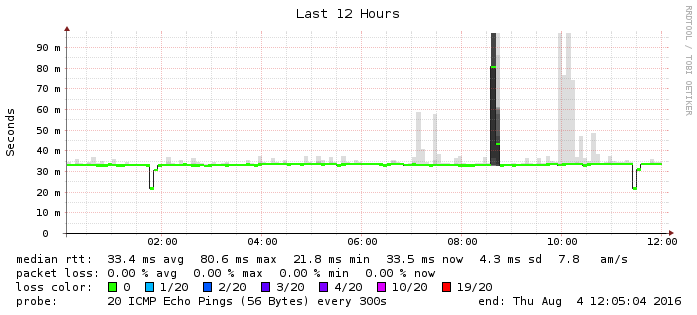 Last 12 Hours
RRDTOOL / TOBI OETIKER
Seconds
90 m
80 m
70 m
60 m
50 m
40 m
30 m
20 m
10 m
0
02:00 04:00 06:00 08:00 10:00 12:00
median rtt: 33.4 ms avg 80.6 ms max 21.8 ms min 33.5 ms now 4.3 ms sd 7.8 am/s
packet loss: 0.00 % avg 0.00 % max 0.00 % min 0.00 % now
loss color: 0 1/20 2/20 3/20 4/20 10/20 19/20
probe: 20 ICMP Echo Pings (56 Bytes) every 300s end: Thu Aug 4 12:05:04 2016